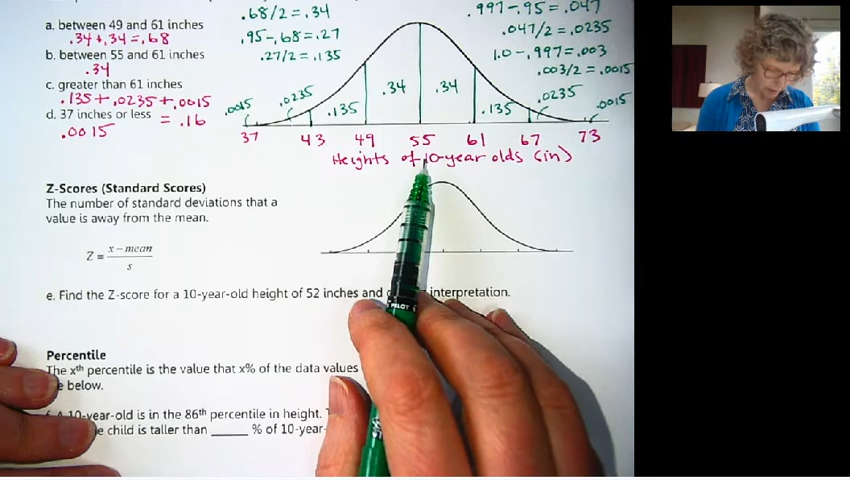 a. between 49 and 61 inches
.34+.34=.68
b. between 55 and 61 inches
.34
c. greater than 61 inches
.135+.0235+.0015
d. 37 inches or less = .16
.0015
.68/2=.34
.95-.68=.27
.27/2=.135
.997-.95=.047
.047/2=.0235
1.0-.997=.003
.003/2=.0015
.0015 .0235 .135 .34 .34 .135 .0235 .0015
37 43 49 55 61 67 73
Heights of 10-year olds (in)
Z-Scores (Standard Scores)
The number of standard deviations that a
value is away from the mean.
Z = x – mean
s
e. Find the Z-score for a 10-year-old height of 52 inches and interpretation.
PILOT
Percentile
The xth percentile is the value that x% of the data values
below.
10-year-old is in the 86th percentile in height.
child is taller than _____ % of 10-year-